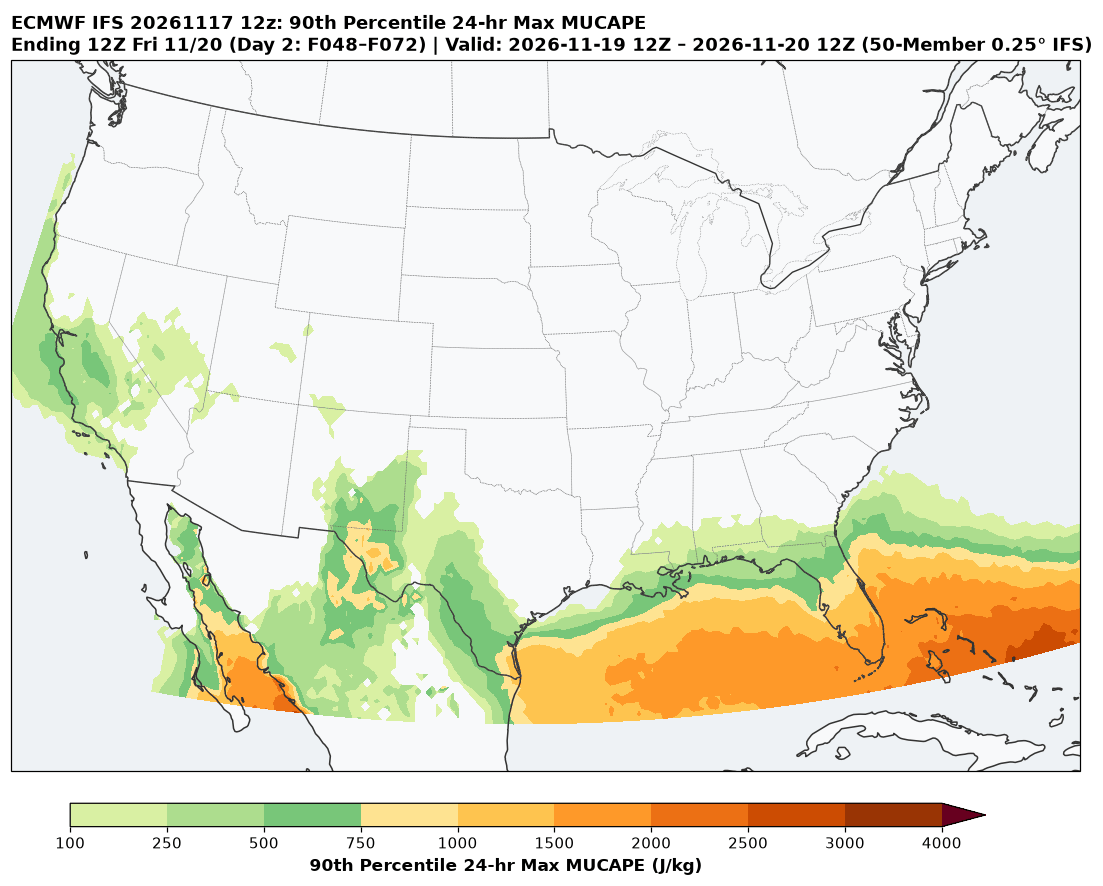 ECMWF IFS 20261117 12z: 90th Percentile 24-hr Max MUCAPE
Ending 12Z Fri 11/20 (Day 2: F048–F072) | Valid: 2026-11-19 12Z – 2026-11-20 12Z (50-Member 0.25° IFS)
100 250 500 750 1000 1500 2000 2500 3000 4000
90th Percentile 24-hr Max MUCAPE (J/kg)